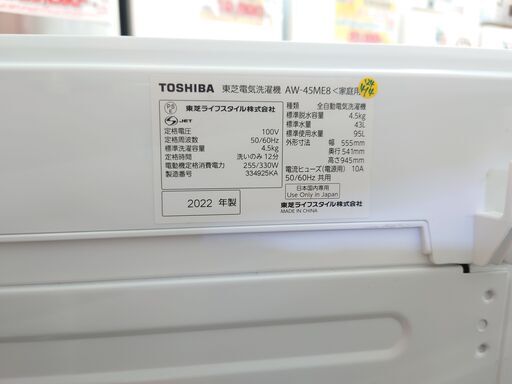 TOSHIBA 東芝電気洗濯機 AW-45ME8<家庭用
PS
E
東芝ライフスタイル株式会社
JET
定格電圧 100V
定格周波数 50/60Hz
標準洗濯容量 4.5kg
定格時間 洗いのみ 12分
電動機定格消費電力 255/330W
製造番号 334925KA
2022 年製
種類 全自動電気洗濯機
標準脱水容量 4.5kg
標準水量 43L
標準使用水量 95L
外形寸法 幅 555mm
奥行 541mm
高さ 945mm
電流ヒューズ(電源用) 10A
50/60Hz 共用
日本国内専用
Use Only in Japan
東芝ライフスタイル株式会社
MADE IN CHINA